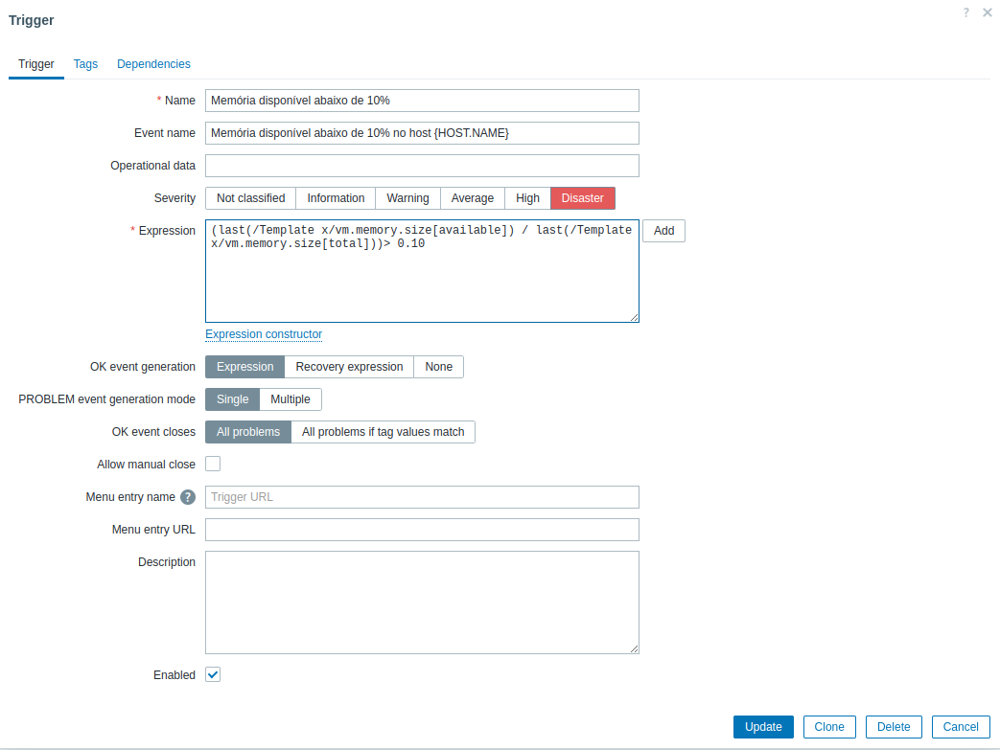 Trigger
?
Trigger Tags Dependencies
* Name Memória disponível abaixo de 10%
Event name Memória disponível abaixo de 10% no host {HOST.NAME}
Operational data
Severity Not classified Information Warning Average High Disaster
* Expression (last(/Template x/vm.memory.size[available]) / last(/Template Add
x/vm.memory.size[total]))> 0.10
Expression constructor
OK event generation Expression Recovery expression None
PROBLEM event generation mode Single Multiple
OK event closes All problems All problems if tag values match
Allow manual close
Menu entry name ? Trigger URL
Menu entry URL
Description
Enabled
Update Clone Delete Cancel